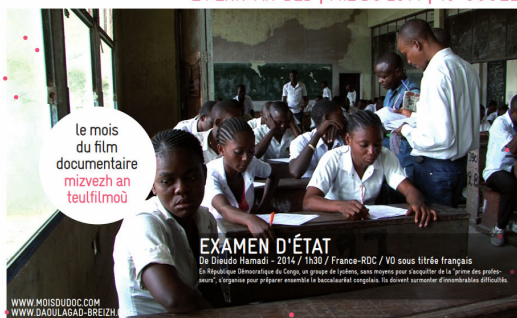 le mois
du film
documentaire
mizvezh an
teulfilmoù
EXAMEN D'ÉTAT
De Dieudo Hamadi - 2014 / 1h30 / France-RDC / VO sous titrée français
En République Démocratique du Congo, un groupe de lycéens, sans moyens pour s'acquitter de la "prime des profes-
seurs", s'organise pour préparer ensemble le baccalauréat congolais. Ils doivent surmonter d'innombrables difficultés.
WWW.MOISDUDOC.COM
WWW.DAOULAGAD-BREIZH.